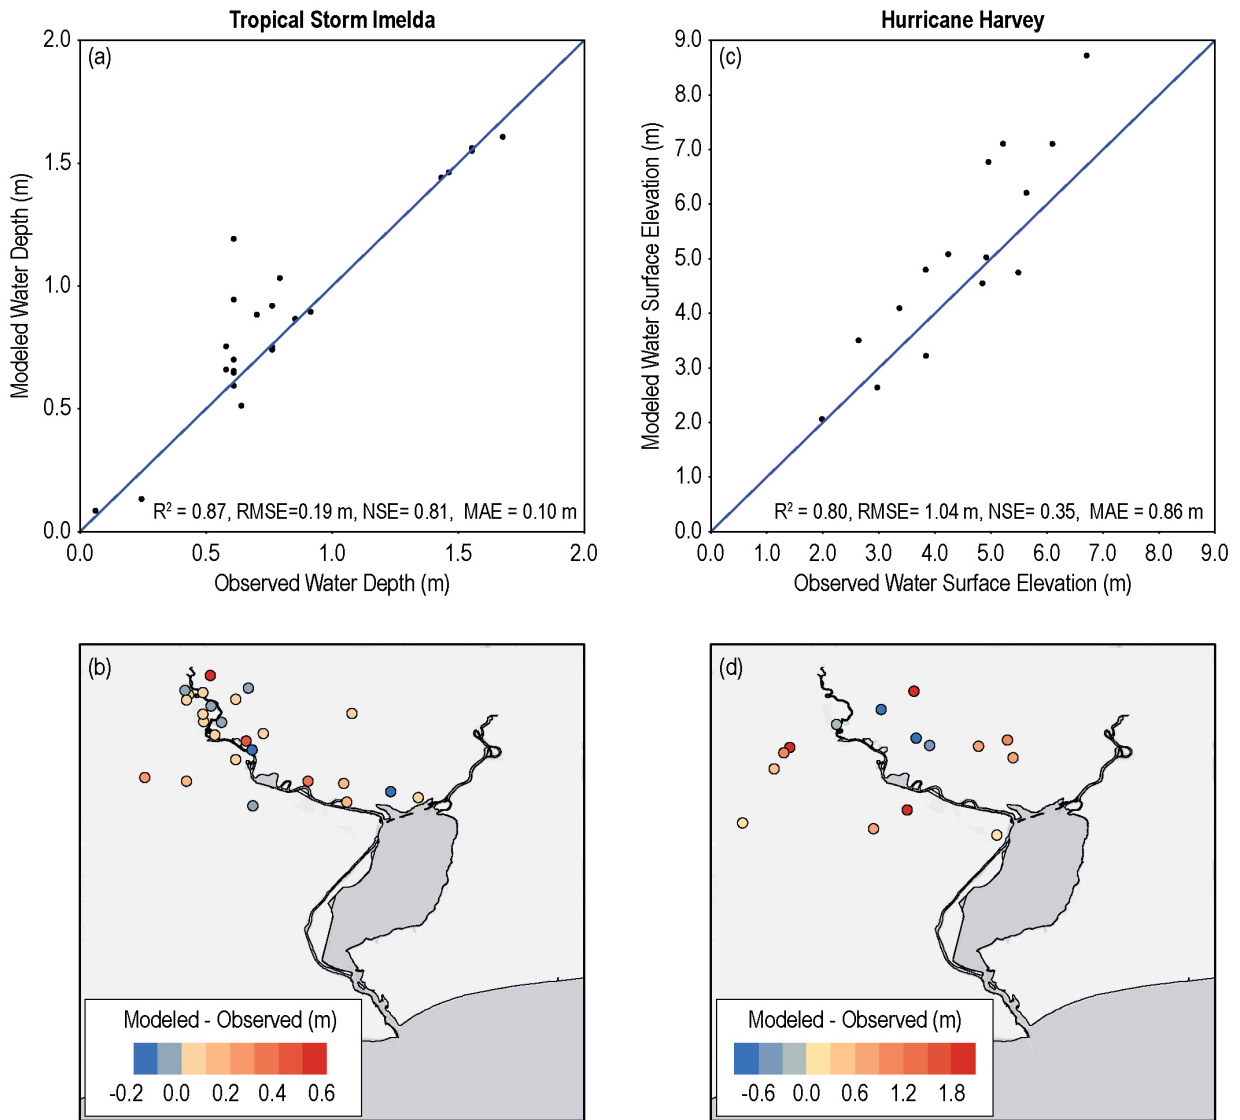 Tropical Storm Imelda
(a)
Modeled Water Depth (m)
2.0
1.5
1.0
0.5
0.0
R² = 0.87, RMSE=0.19 m, NSE = 0.81, MAE = 0.10 m
0.0 0.5 1.0 1.5 2.0
Observed Water Depth (m)
Hurricane Harvey
(c)
Modeled Water Surface Elevation (m)
9.0
8.0
7.0
6.0
5.0
4.0
3.0
2.0
1.0
0.0
R² = 0.80, RMSE= 1.04 m, NSE = 0.35, MAE = 0.86 m
0.0 1.0 2.0 3.0 4.0 5.0 6.0 7.0 8.0 9.0
Observed Water Surface Elevation (m)
(b)
Modeled - Observed (m)
-0.2 0.0 0.2 0.4 0.6
(d)
Modeled - Observed (m)
-0.6 0.0 0.6 1.2 1.8